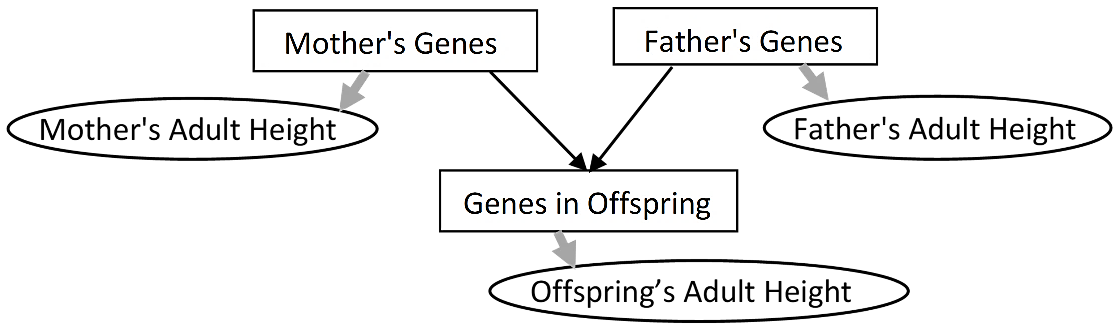 Mother's Genes
Father's Genes
Mother's Adult Height
Father's Adult Height
Genes in Offspring
Offspring’s Adult Height